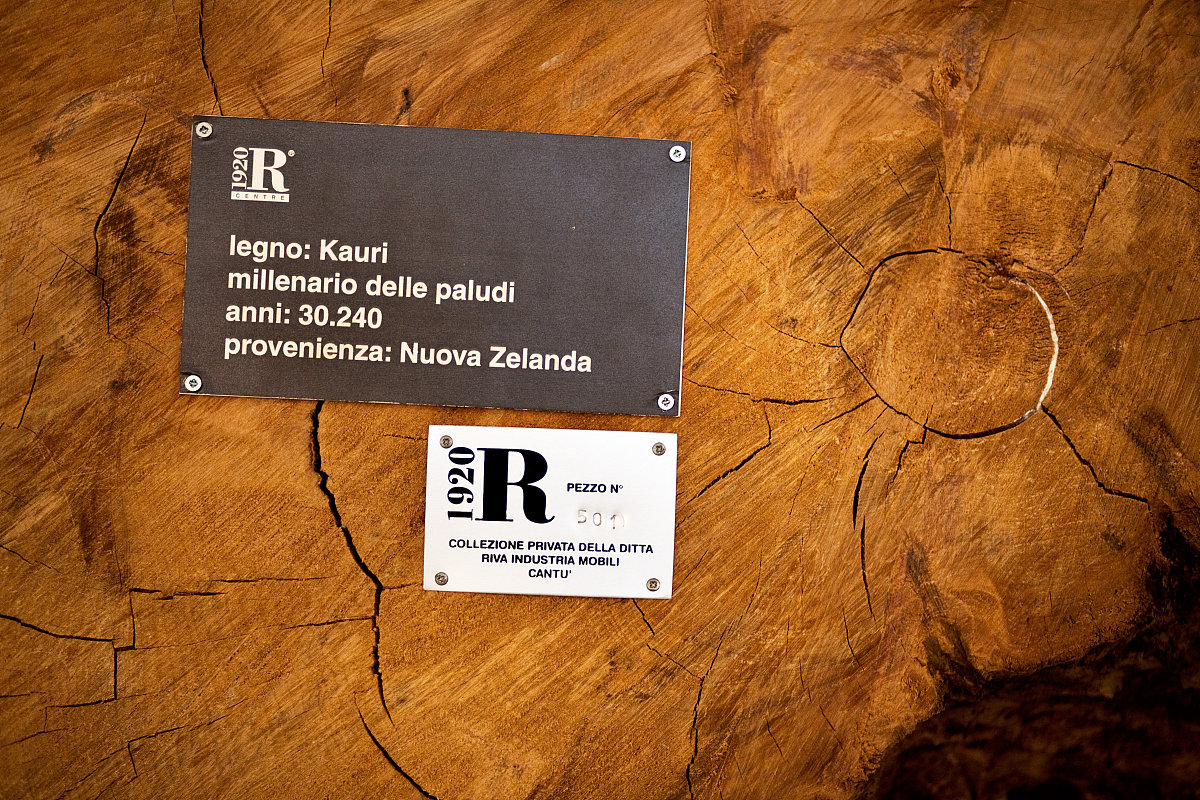 1920 R®
CENTRE
legno: Kauri
millenario delle paludi
anni: 30.240
provenienza: Nuova Zelanda
1920 R
PEZZO N°
501
COLLEZIONE PRIVATA DELLA DITTA
RIVA INDUSTRIA MOBILI
CANTU'